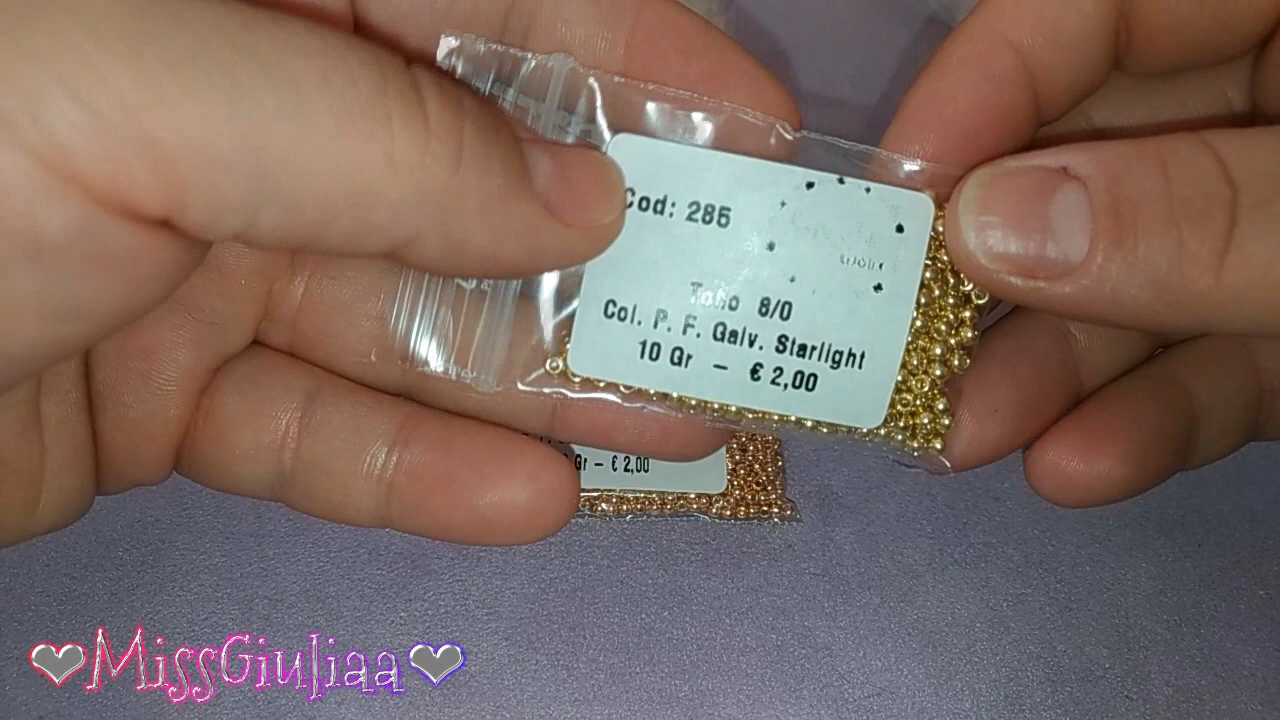 Cod: 285
Toho 8/0
Col. P. F. Galv. Starlight
10 Gr – € 2,00
Gr – € 2,00
❤MissGiuliaa❤